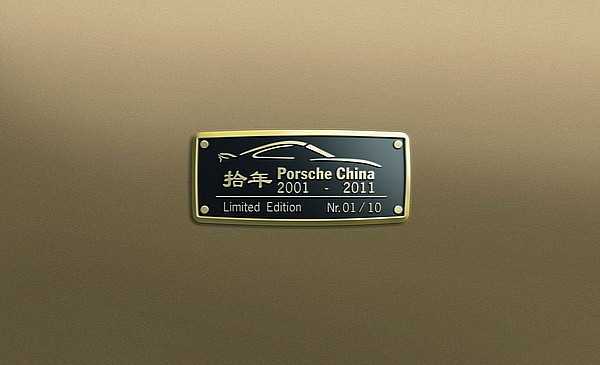 拾年 Porsche China
2001 - 2011
Limited Edition Nr. 01/10